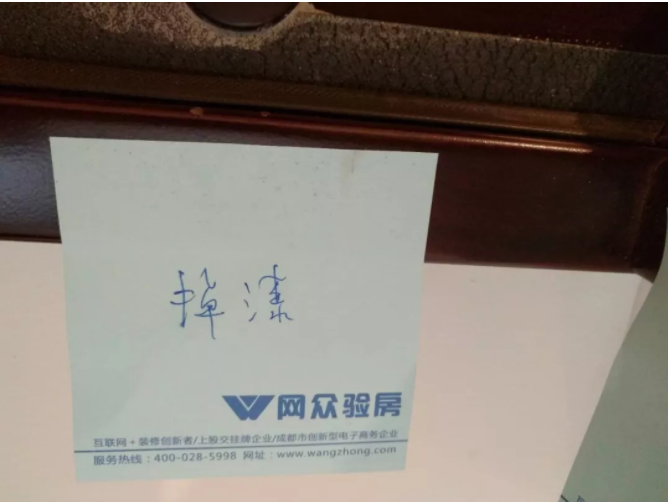 掉漆
网众验房
互联网+装修创新者/上股交挂牌企业/成都市创新型电子商务企业
服务热线：400-028-5998 网址：www.wangzhong.com